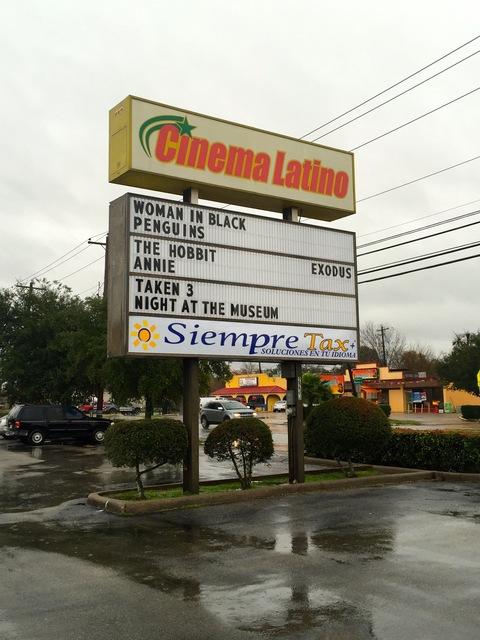 Cinema Latino
WOMAN IN BLACK
PENGUINS
THE HOBBIT
ANNIE EXODUS
TAKEN 3
NIGHT AT THE MUSEUM
Siempre Tax+
SOLUCIONES EN TU IDIOMA